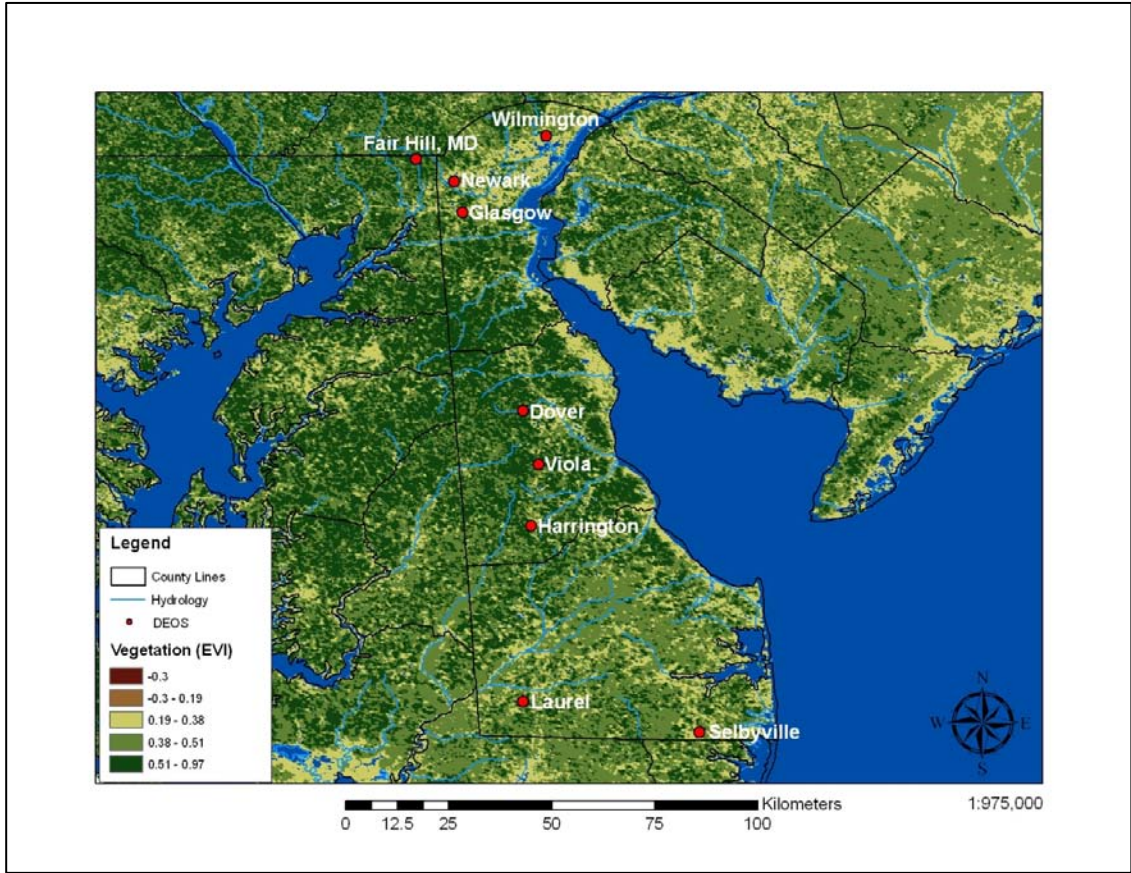 Wilmington
Fair Hill, MD
Newark
Glasgow
Dover
Viola
Harrington
Laurel
Selbyville
Legend
County Lines
Hydrology
DEOS
Vegetation (EVI)
-0.3
-0.3 - 0.19
0.19 - 0.38
0.38 - 0.51
0.51 - 0.97
N
W E
S
Kilometers
0 12.5 25 50 75 100
1:975,000